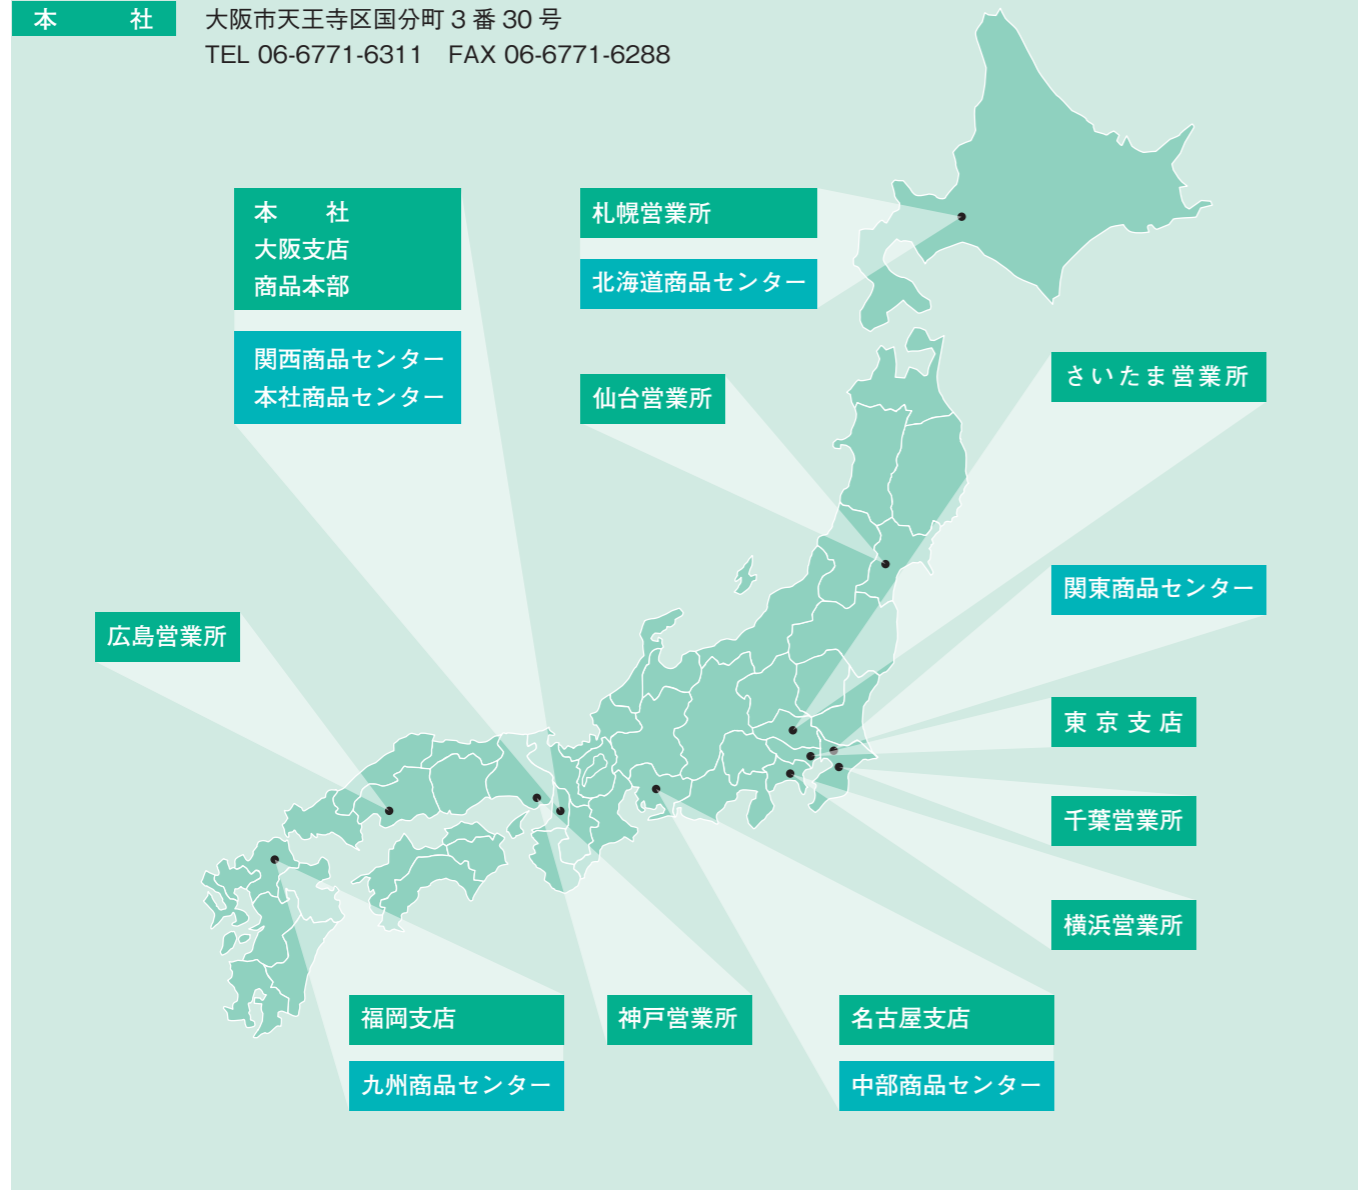 本　社
大阪市天王寺区国分町 3 番 30 号
TEL 06-6771-6311　FAX 06-6771-6288
本　社
大阪支店
商品本部
関西商品センター
本社商品センター
札幌営業所
北海道商品センター
仙台営業所
さいたま営業所
関東商品センター
広島営業所
東京支店
千葉営業所
横浜営業所
福岡支店
九州商品センター
神戸営業所
名古屋支店
中部商品センター